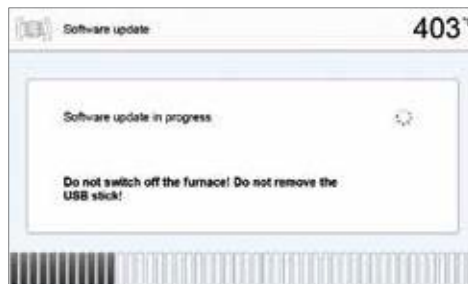 Software update
403°
Software update in progress
Do not switch off the furnace! Do not remove the
USB stick!